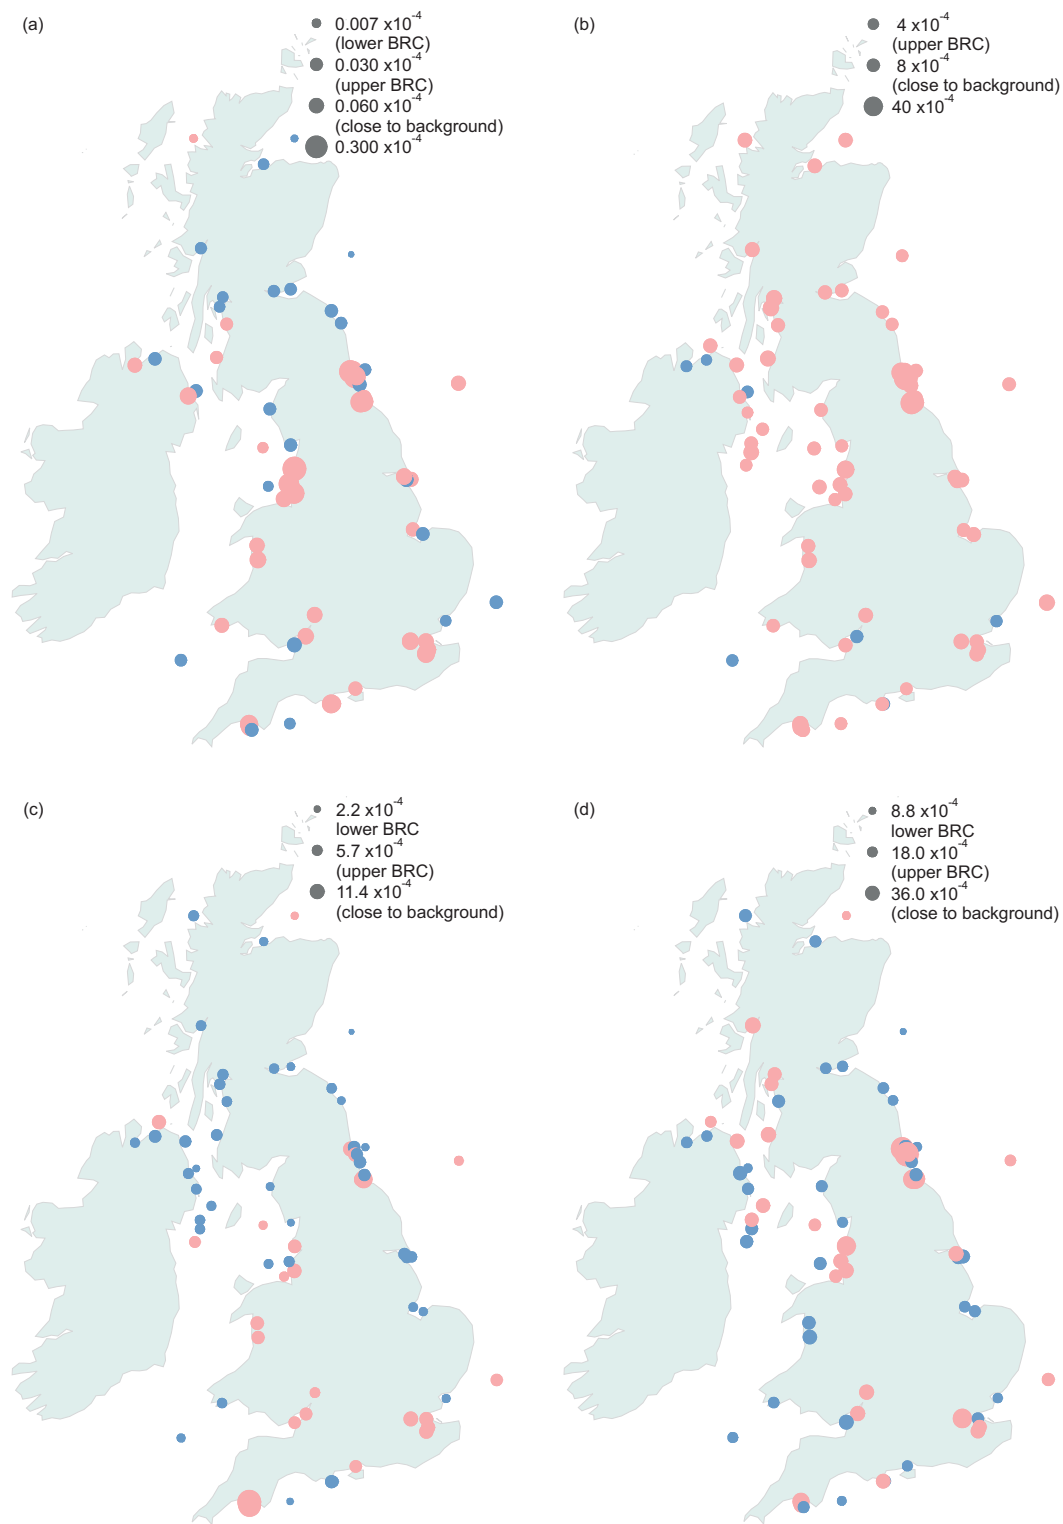 (a)
0.007 x10⁻⁴
(lower BRC)
0.030 x10⁻⁴
(upper BRC)
0.060 x10⁻⁴
(close to background)
0.300 x10⁻⁴
(b)
4 x10⁻⁴
(upper BRC)
8 x10⁻⁴
(close to background)
40 x10⁻⁴
(c)
2.2 x10⁻⁴
lower BRC
5.7 x10⁻⁴
(upper BRC)
11.4 x10⁻⁴
(close to background)
(d)
8.8 x10⁻⁴
lower BRC
18.0 x10⁻⁴
(upper BRC)
36.0 x10⁻⁴
(close to background)